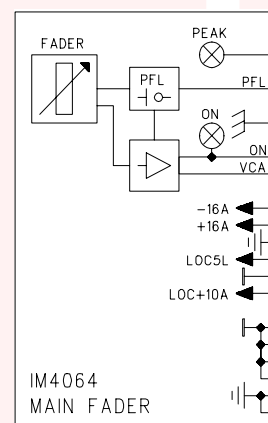 PEAK
FADER
PFL
PFL
ON
ON
VCA
-16A
+16A
LOC5L
LOC+10A
IM4064
MAIN FADER